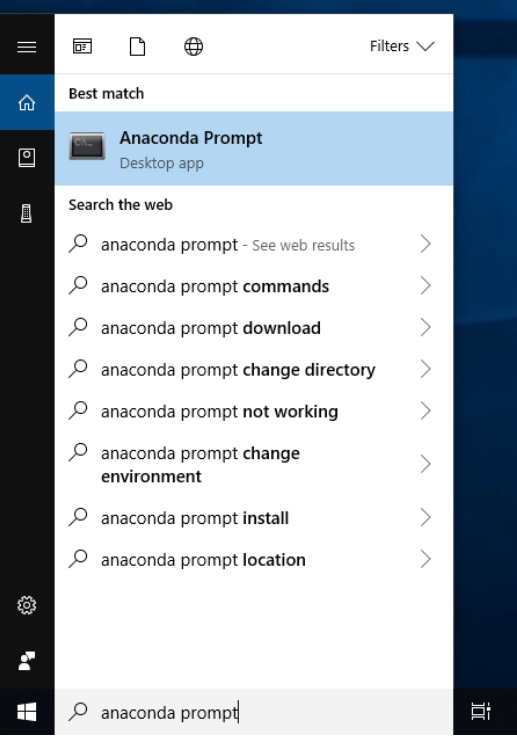 Filters
Best match
Anaconda Prompt
Desktop app
Search the web
anaconda prompt - See web results
anaconda prompt commands
anaconda prompt download
anaconda prompt change directory
anaconda prompt not working
anaconda prompt change
environment
anaconda prompt install
anaconda prompt location
anaconda prompt